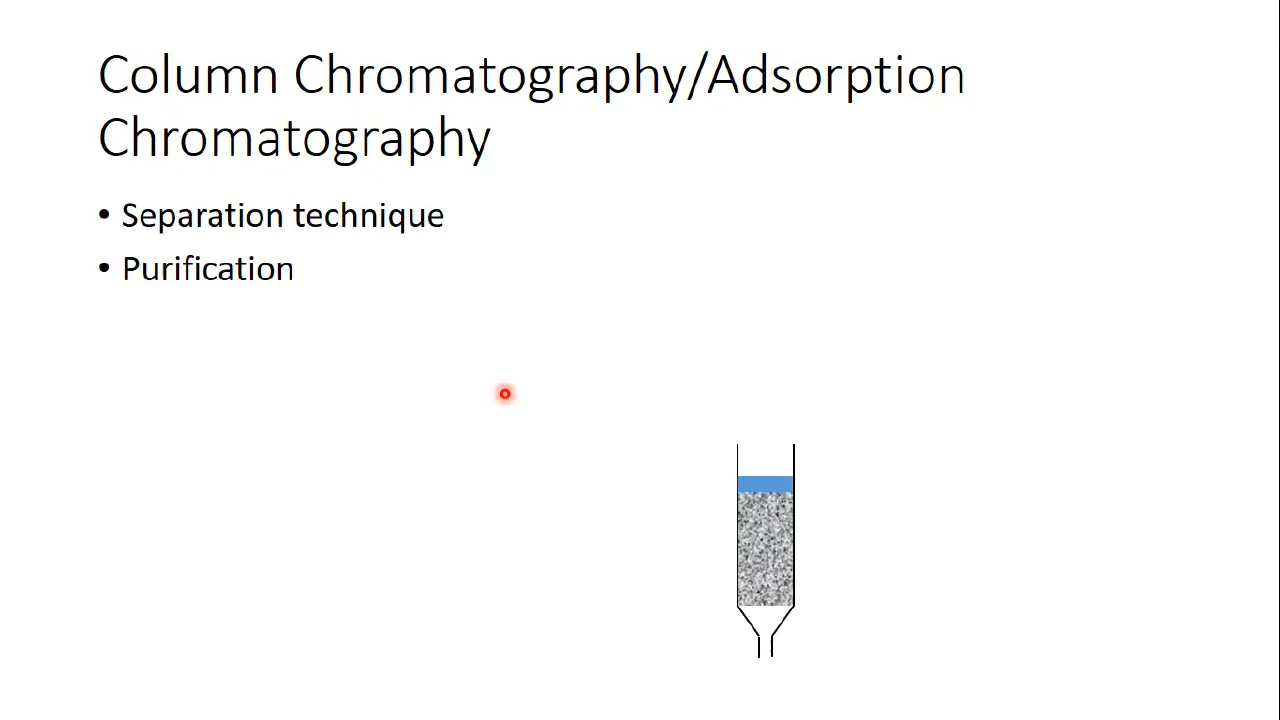 Column Chromatography/Adsorption
Chromatography
• Separation technique
• Purification